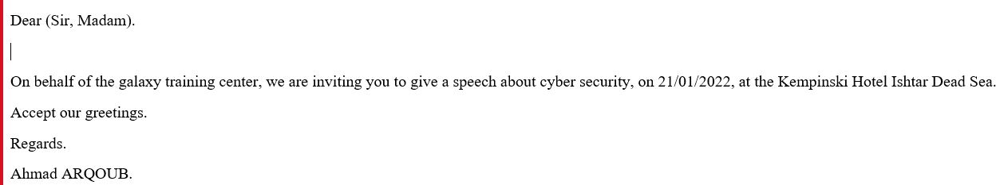 Dear (Sir, Madam).
On behalf of the galaxy training center, we are inviting you to give a speech about cyber security, on 21/01/2022, at the Kempinski Hotel Ishtar Dead Sea.
Accept our greetings.
Regards.
Ahmad ARQOUB.